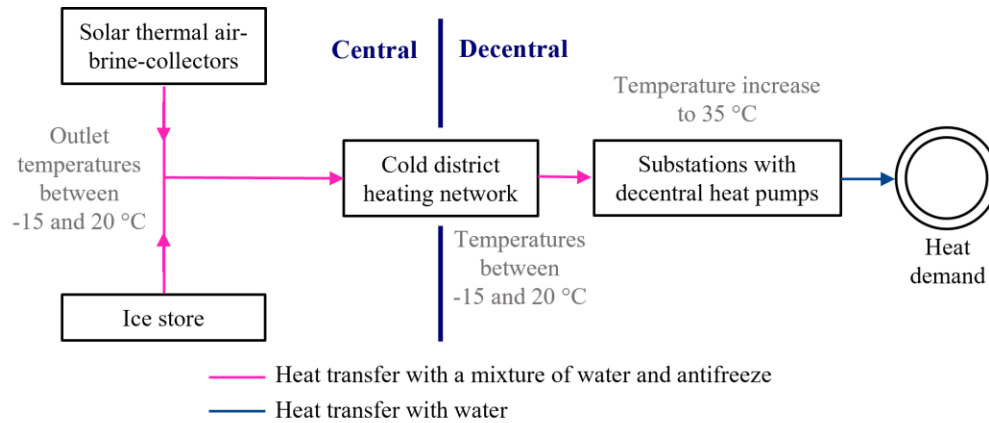 Solar thermal air-
brine-collectors
Central
Decentral
Temperature increase
to 35 °C
Outlet
temperatures
between
-15 and 20 °C
Cold district
heating network
Substations with
decentral heat pumps
Temperatures
between
-15 and 20 °C
Heat
demand
Ice store
Heat transfer with a mixture of water and antifreeze
Heat transfer with water